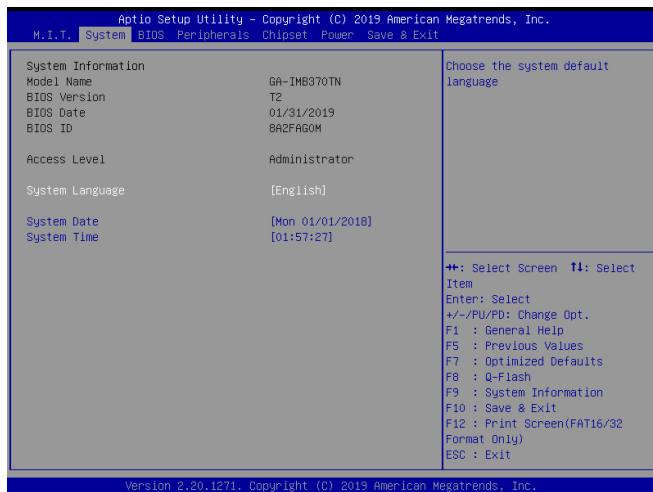 Aptio Setup Utility – Copyright (C) 2019 American Megatrends, Inc.
M.I.T. System BIOS Peripherals Chipset Power Save & Exit
System Information
Model Name GA-IMB370TN
BIOS Version T2
BIOS Date 01/31/2019
BIOS ID 8A2FAG0M
Access Level Administrator
System Language [English]
System Date [Mon 01/01/2018]
System Time [01:57:27]
Choose the system default
language
→←: Select Screen ↑↓: Select
Item
Enter: Select
+/-/PU/PD: Change Opt.
F1 : General Help
F5 : Previous Values
F7 : Optimized Defaults
F8 : Q-Flash
F9 : System Information
F10 : Save & Exit
F12 : Print Screen(FAT16/32
Format Only)
ESC : Exit
Version 2.20.1271. Copyright (C) 2019 American Megatrends, Inc.